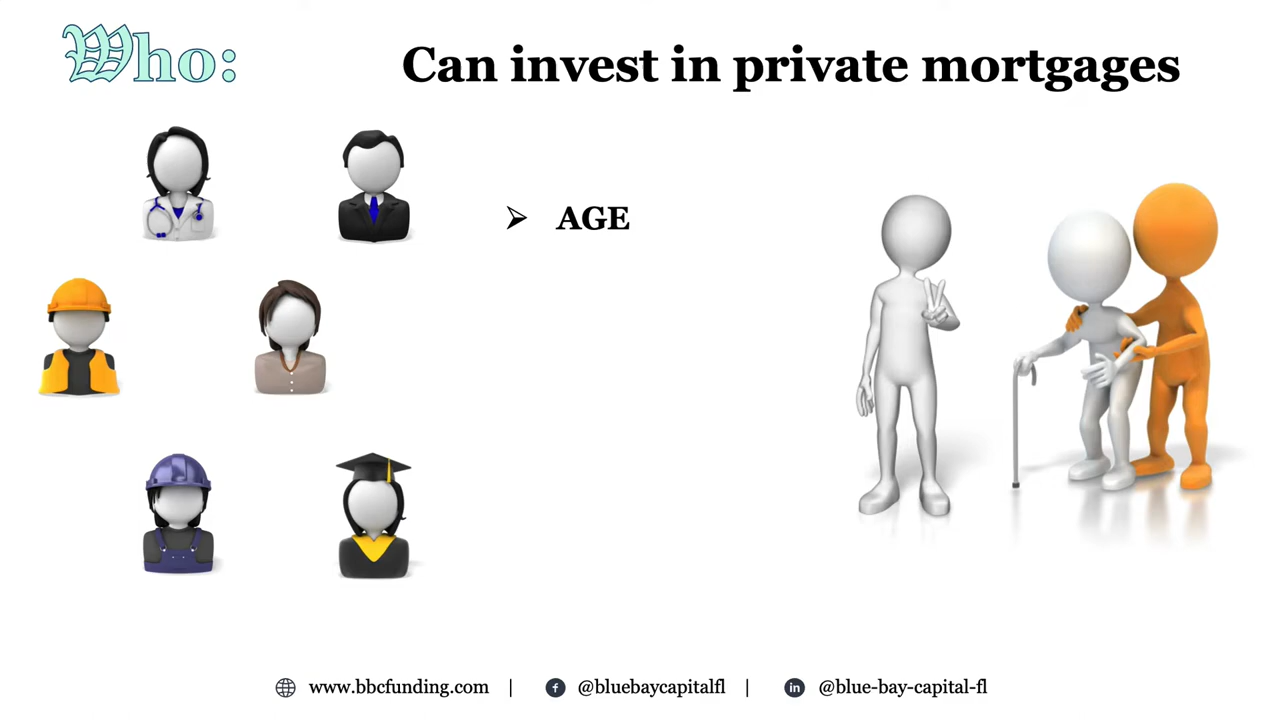 Who:
Can invest in private mortgages
➢ AGE
www.bbcfunding.com | @bluebaycapitalfl | @blue-bay-capital-fl